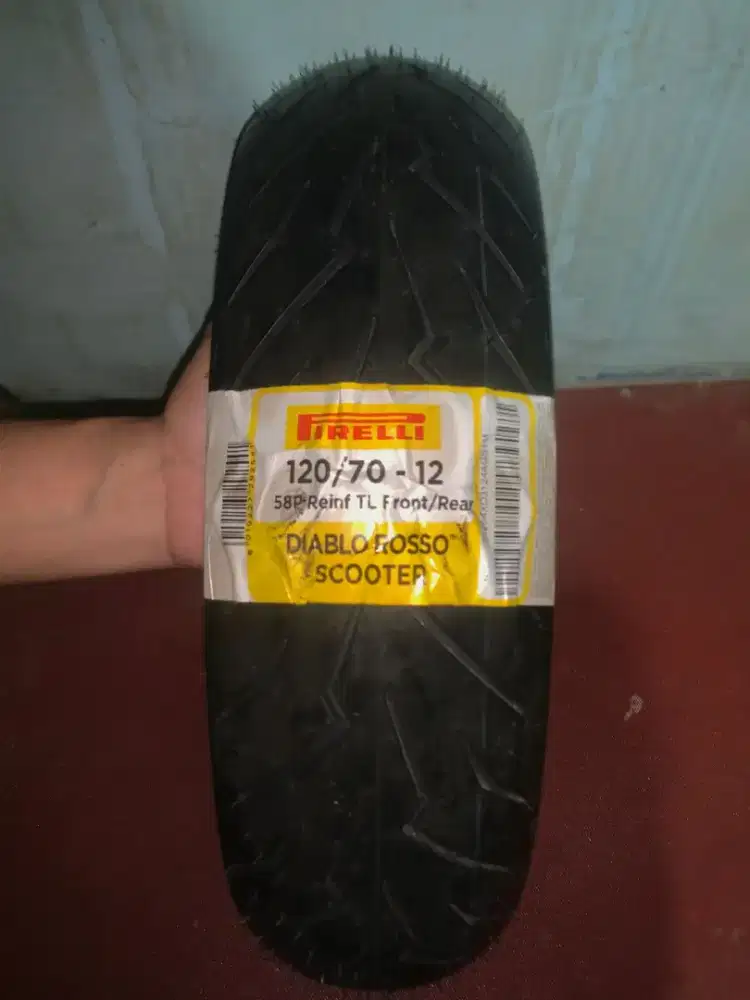 PIRELLI
120/70 - 12
58P Reinf TL Front/Rear
"DIABLO ROSSO"
SCOOTER